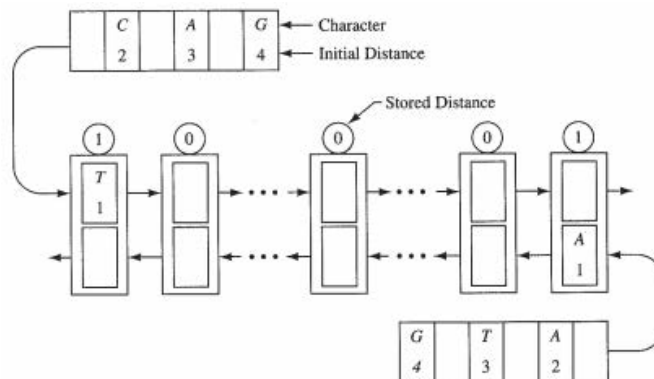 C A G Character
2 3 4 Initial Distance
Stored Distance
1 0 0 0 1
T
1
A
1
G T A
4 3 2